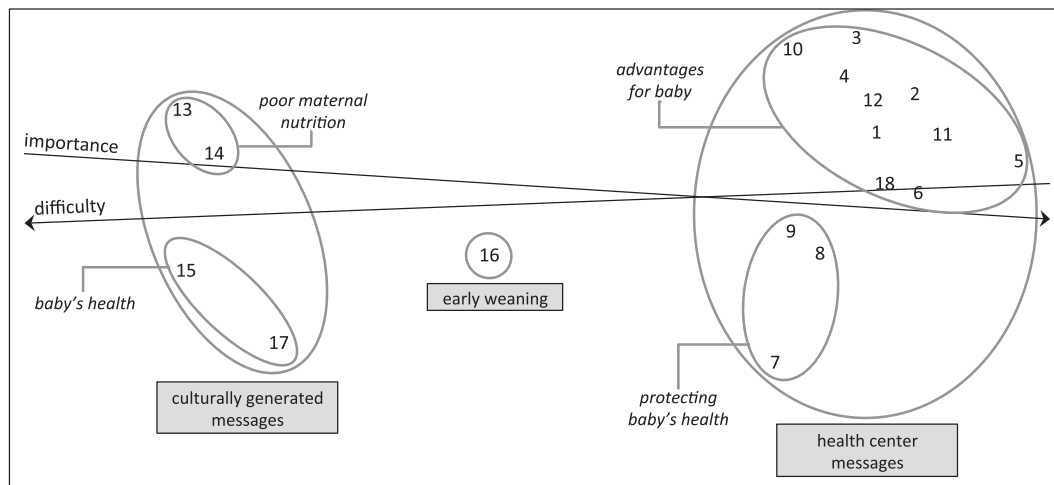 10
3
advantages
for baby
4
2
12
13
poor maternal
nutrition
1
11
importance
14
5
18
6
difficulty
9
8
16
15
early weaning
baby’s health
17
7
culturally generated
messages
protecting
baby’s health
health center
messages